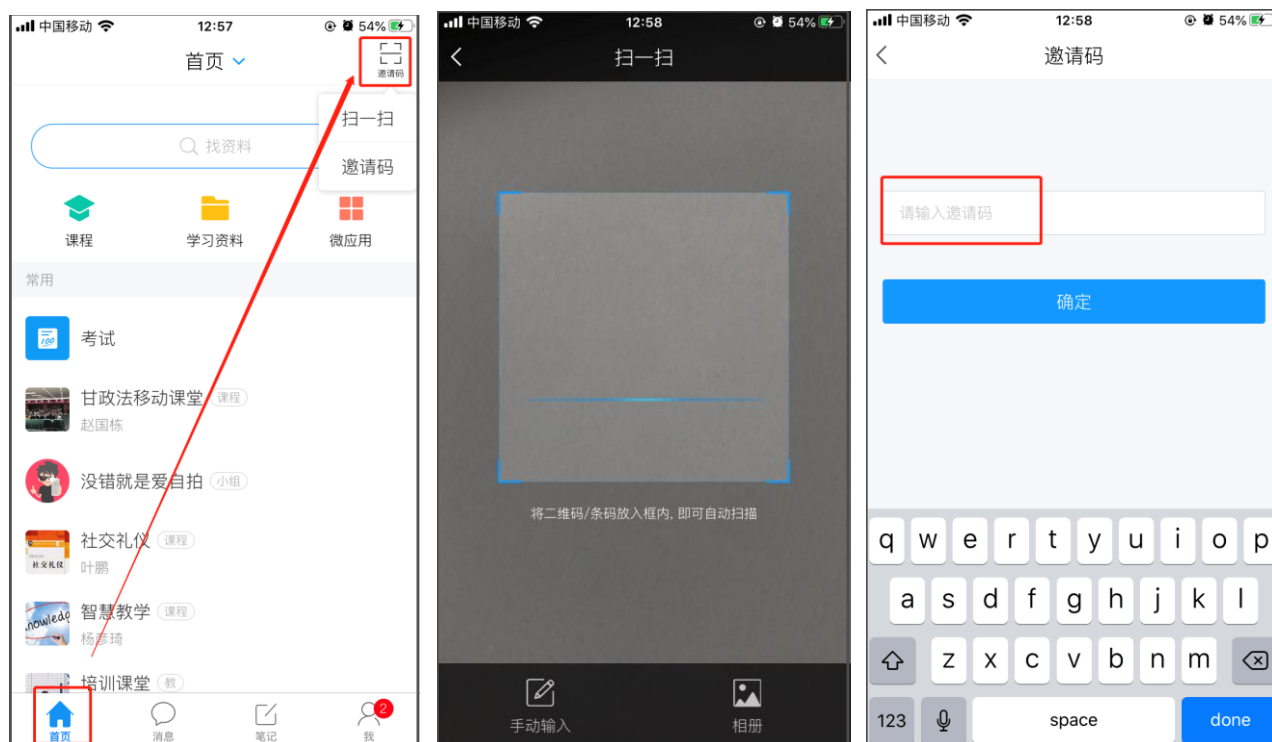 中国移动 12:57 54%
首页
邀请码
扫一扫
邀请码
找资料
课程 学习资料 微应用
常用
100
考试
甘政法移动课堂 课程
赵国栋
没错就是爱自拍 小组
社交礼仪
社交礼仪 课程
叶鹏
nowledg
智慧教学 课程
杨彦琦
培训课堂 教
2
首页 消息 笔记 我
中国移动 12:58 54%
扫一扫
将二维码/条码放入框内, 即可自动扫描
手动输入 相册
中国移动 12:58 54%
邀请码
请输入邀请码
确定
q w e r t y u i o p
a s d f g h j k l
z x c v b n m
123 space done